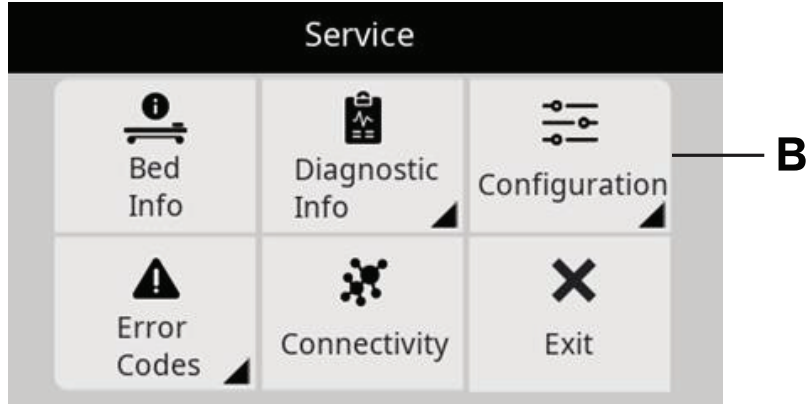 Service
Bed
Info
Diagnostic
Info
Configuration
B
Error
Codes
Connectivity
Exit